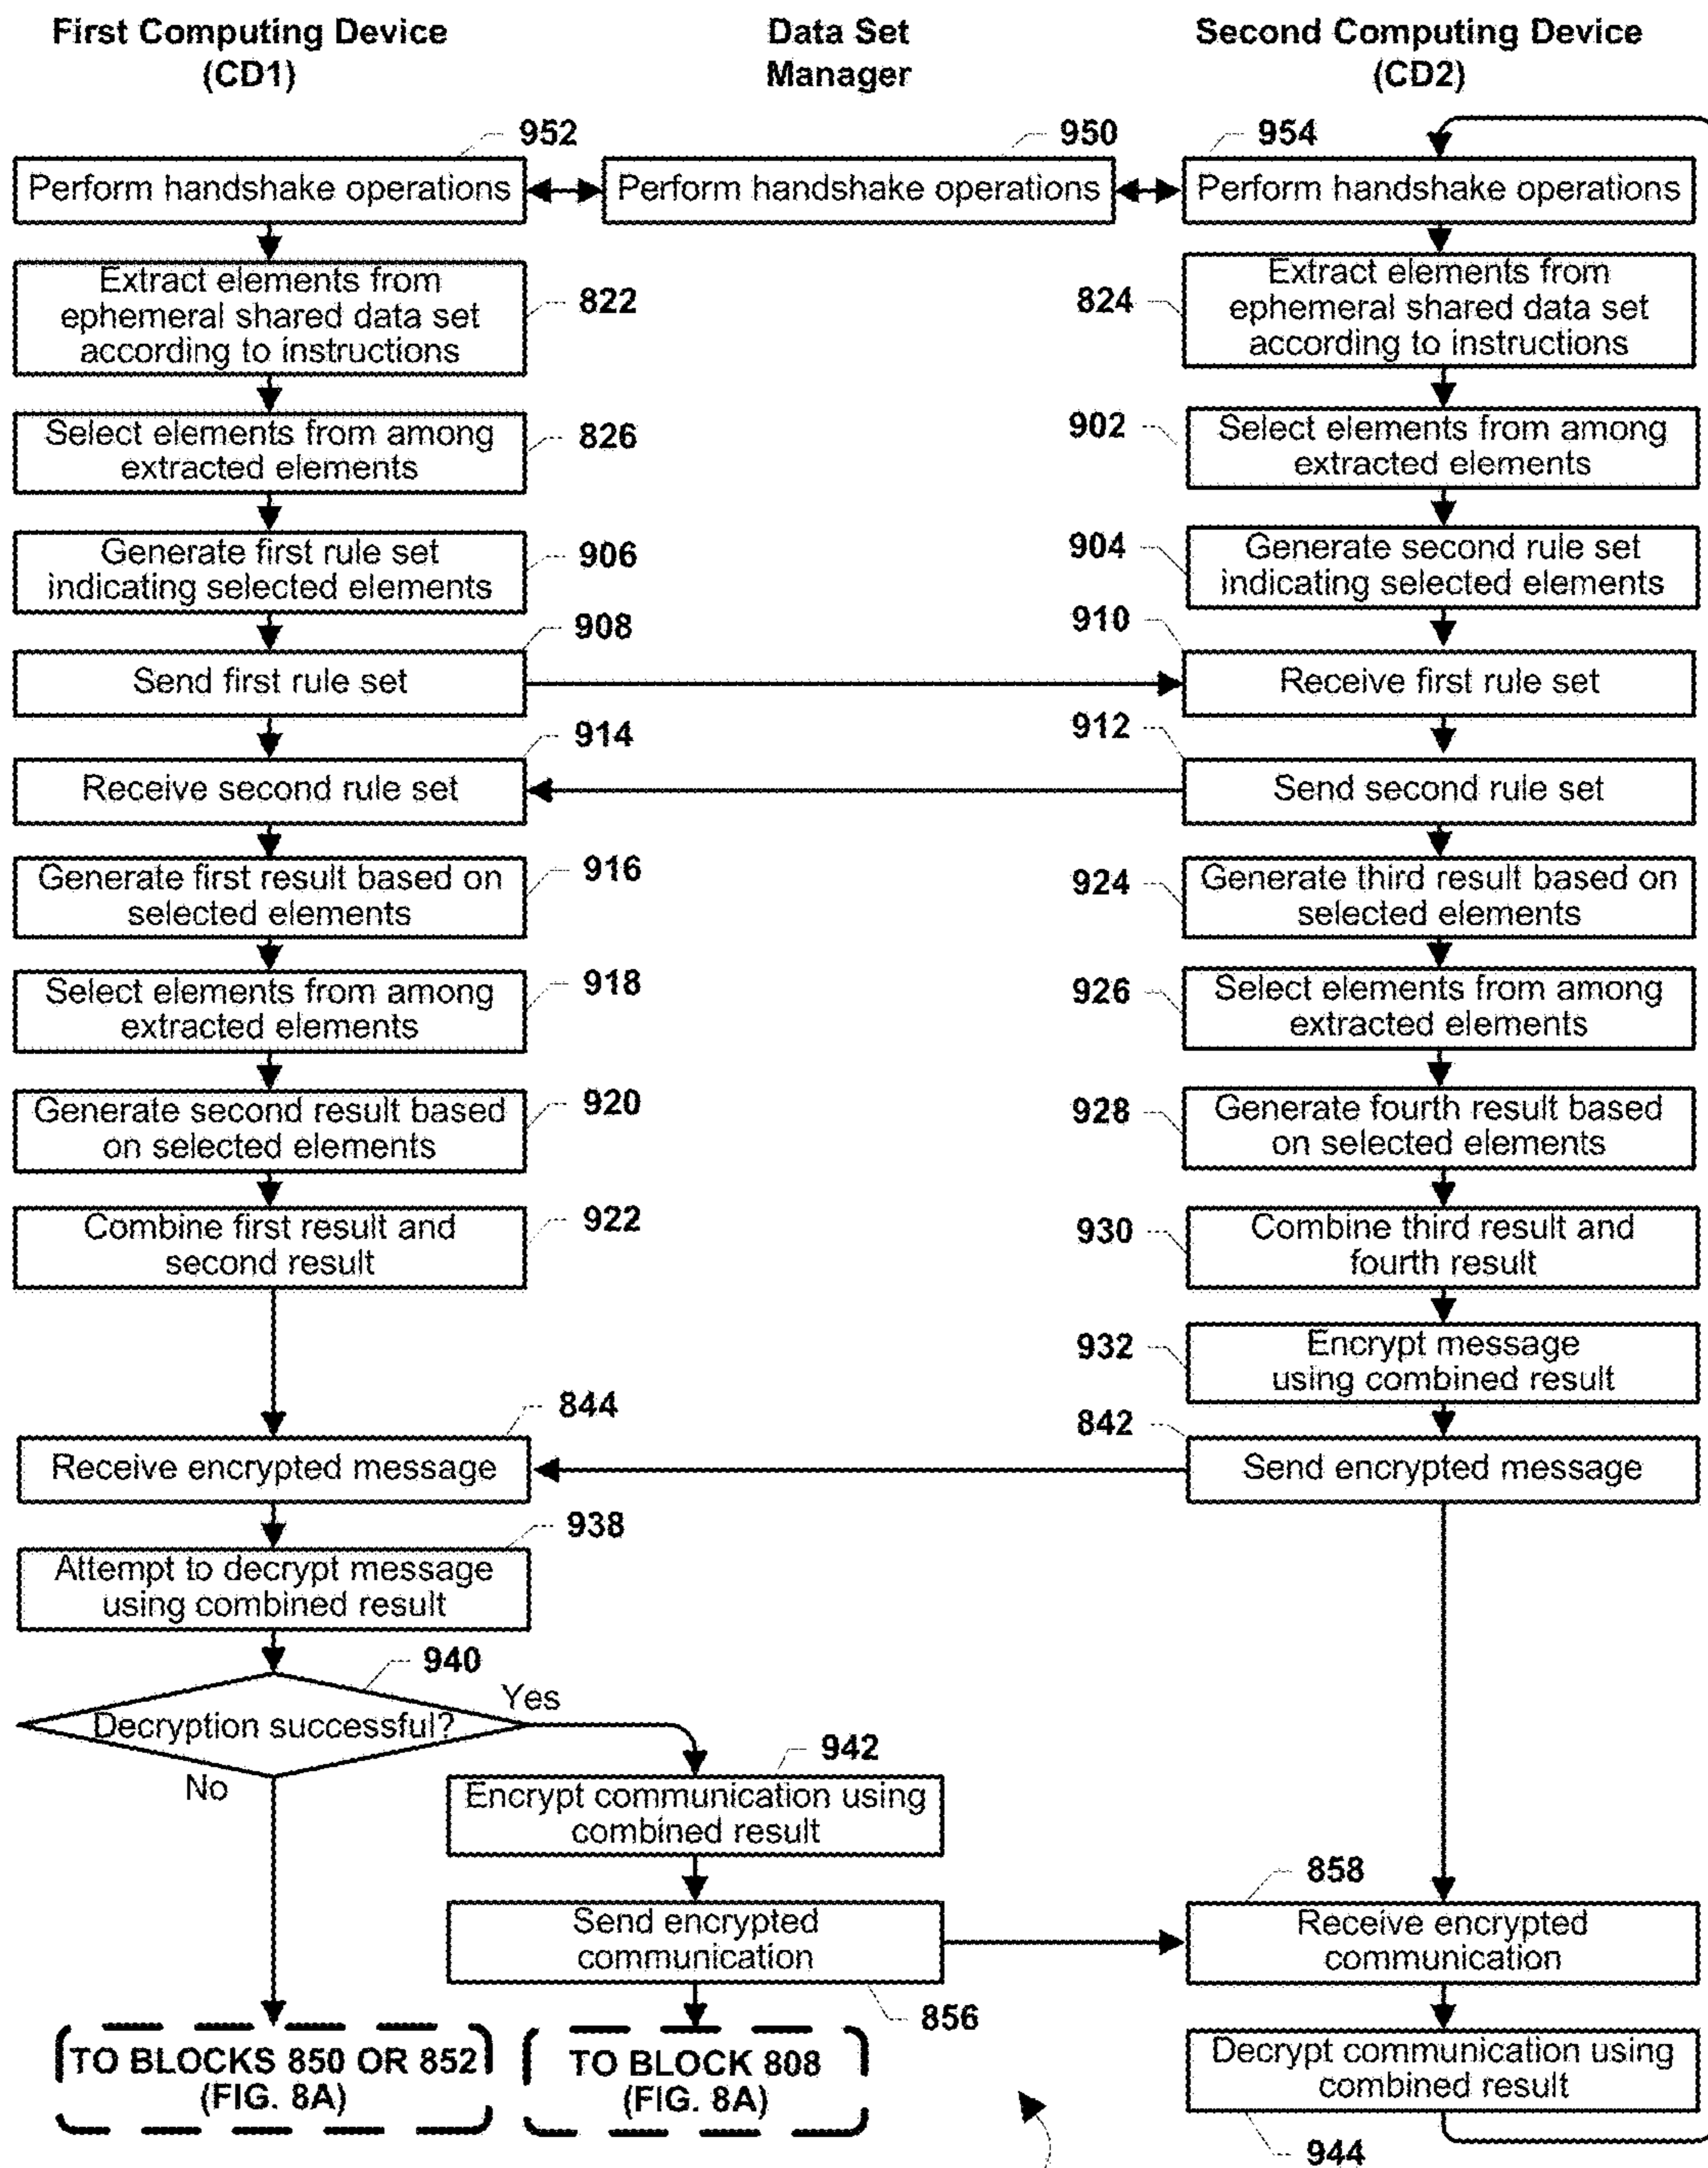 First Computing Device
(CD1)
Data Set
Manager
Second Computing Device
(CD2)
952
950
954
Perform handshake operations
Perform handshake operations
Perform handshake operations
Extract elements from
ephemeral shared data set
according to instructions
822
824
Extract elements from
ephemeral shared data set
according to instructions
Select elements from among
extracted elements
826
902
Select elements from among
extracted elements
Generate first rule set
indicating selected elements
906
904
Generate second rule set
indicating selected elements
908
910
Send first rule set
Receive first rule set
914
912
Receive second rule set
Send second rule set
Generate first result based on
selected elements
916
924
Generate third result based on
selected elements
Select elements from among
extracted elements
918
926
Select elements from among
extracted elements
Generate second result based
on selected elements
920
928
Generate fourth result based
on selected elements
Combine first result and
second result
922
930
Combine third result and
fourth result
932
Encrypt message
using combined result
844
842
Receive encrypted message
Send encrypted message
938
Attempt to decrypt message
using combined result
940
Decryption successful?
Yes
No
942
Encrypt communication using
combined result
858
Send encrypted
communication
Receive encrypted
communication
856
TO BLOCKS 850 OR 852
(FIG. 8A)
TO BLOCK 808
(FIG. 8A)
Decrypt communication using
combined result
944